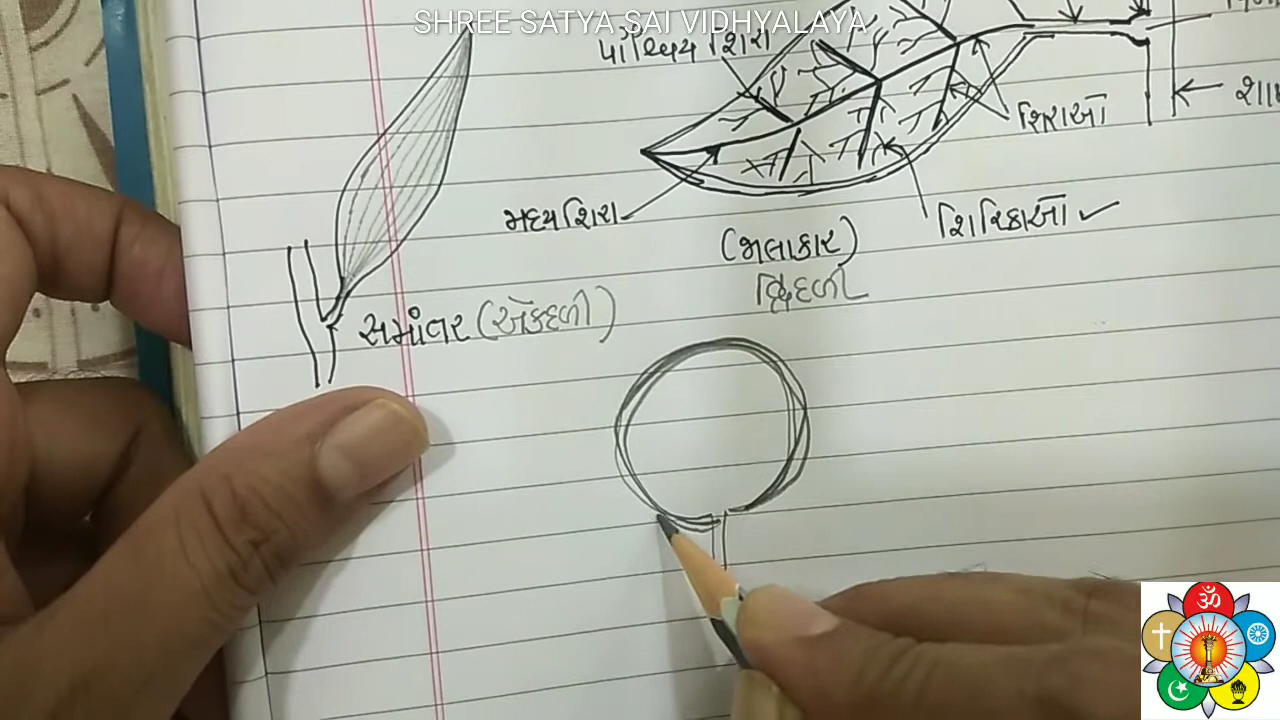 SHREE SATYA SAI VIDHYALAYA
પાર્શ્વિય શિરા
શિરાઓ
મધ્યશિરા
શિરિકાઓ
(જાલાકાર)
દ્વિદળી
સમાંતર (એકદળી)